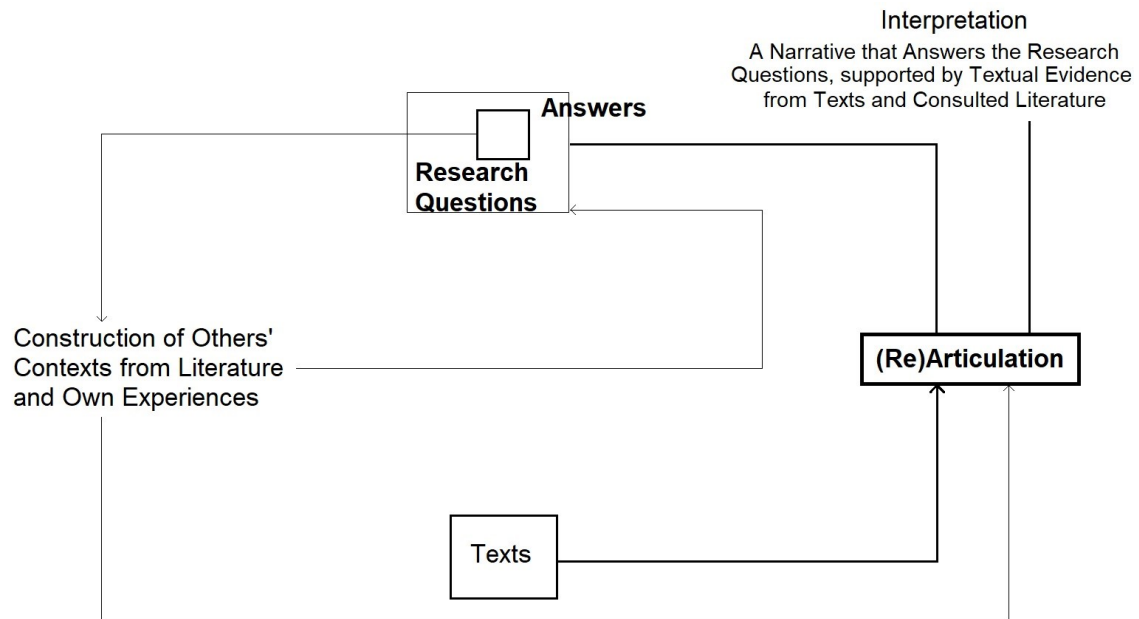 Interpretation
A Narrative that Answers the Research
Questions, supported by Textual Evidence
from Texts and Consulted Literature
Answers
Research
Questions
Construction of Others'
Contexts from Literature
and Own Experiences
(Re)Articulation
Texts